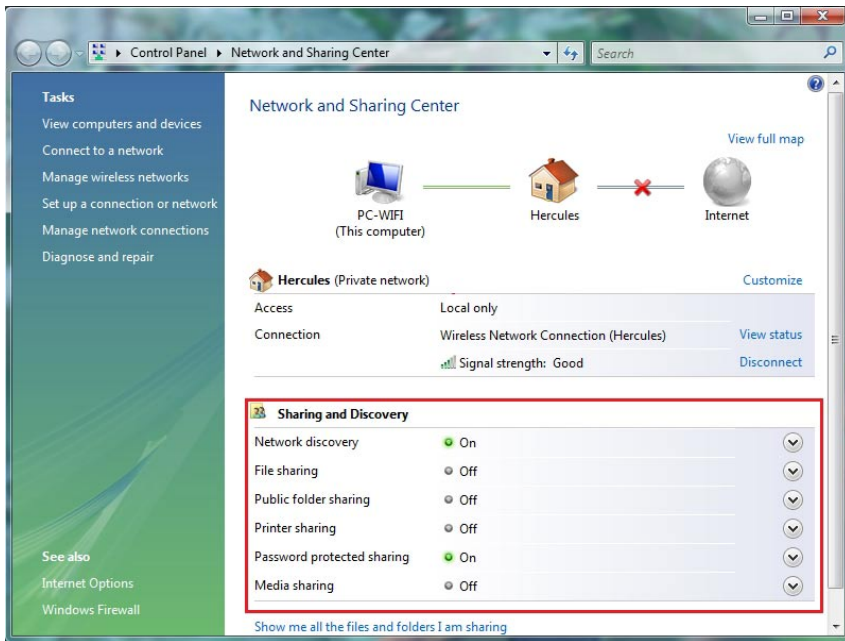 Control Panel
Network and Sharing Center
Search
Tasks
View computers and devices
Connect to a network
Manage wireless networks
Set up a connection or network
Manage network connections
Diagnose and repair
See also
Internet Options
Windows Firewall
Network and Sharing Center
View full map
PC-WIFI
(This computer)
Hercules
Internet
Hercules (Private network)
Customize
Access
Local only
Connection
Wireless Network Connection (Hercules)
View status
Signal strength: Good
Disconnect
Sharing and Discovery
Network discovery
On
File sharing
Off
Public folder sharing
Off
Printer sharing
Off
Password protected sharing
On
Media sharing
Off
Show me all the files and folders I am sharing